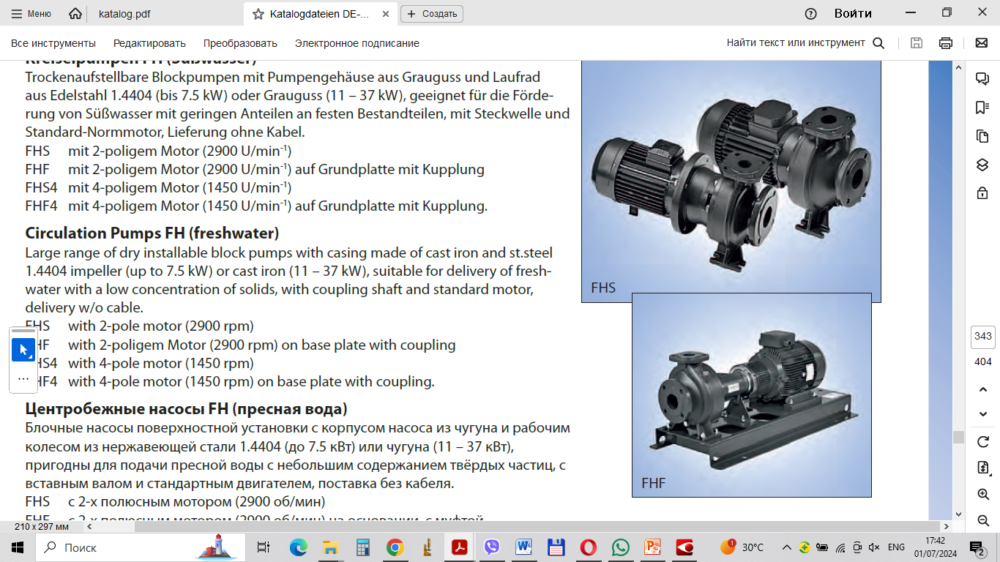 Меню
katalog.pdf
Katalogdateien DE-...
Создать
Войти
Все инструменты
Редактировать
Преобразовать
Электронное подписание
Найти текст или инструмент
Kreiselpumpen FH (Süßwasser)
Trockenaufstellbare Blockpumpen mit Pumpengehäuse aus Grauguss und Laufrad
aus Edelstahl 1.4404 (bis 7.5 kW) oder Grauguss (11 – 37 kW), geeignet für die Förde-
rung von Süßwasser mit geringen Anteilen an festen Bestandteilen, mit Steckwelle und
Standard-Normmotor, Lieferung ohne Kabel.
FHS mit 2-poligem Motor (2900 U/min⁻¹)
FHF mit 2-poligem Motor (2900 U/min⁻¹) auf Grundplatte mit Kupplung
FHS4 mit 4-poligem Motor (1450 U/min⁻¹)
FHF4 mit 4-poligem Motor (1450 U/min⁻¹) auf Grundplatte mit Kupplung.
Circulation Pumps FH (freshwater)
Large range of dry installable block pumps with casing made of cast iron and st.steel
1.4404 impeller (up to 7.5 kW) or cast iron (11 – 37 kW), suitable for delivery of fresh-
water with a low concentration of solids, with coupling shaft and standard motor,
delivery w/o cable.
FHS with 2-pole motor (2900 rpm)
HF with 2-poligem Motor (2900 rpm) on base plate with coupling
HS4 with 4-pole motor (1450 rpm)
HF4 with 4-pole motor (1450 rpm) on base plate with coupling.
Центробежные насосы FH (пресная вода)
Блочные насосы поверхностной установки с корпусом насоса из чугуна и рабочим
колесом из нержавеющей стали 1.4404 (до 7.5 кВт) или чугуна (11 – 37 кВт),
пригодны для подачи пресной воды с небольшим содержанием твёрдых частиц, с
вставным валом и стандартным двигателем, поставка без кабеля.
FHS с 2-х полюсным мотором (2900 об/мин)
FHF с 2-х полюсным мотором (2900 об/мин) на основании, с муфтой
FHS
FHF
343
404
210 x 297 мм
Поиск
1
30°C
ENG
17:42
01/07/2024
2